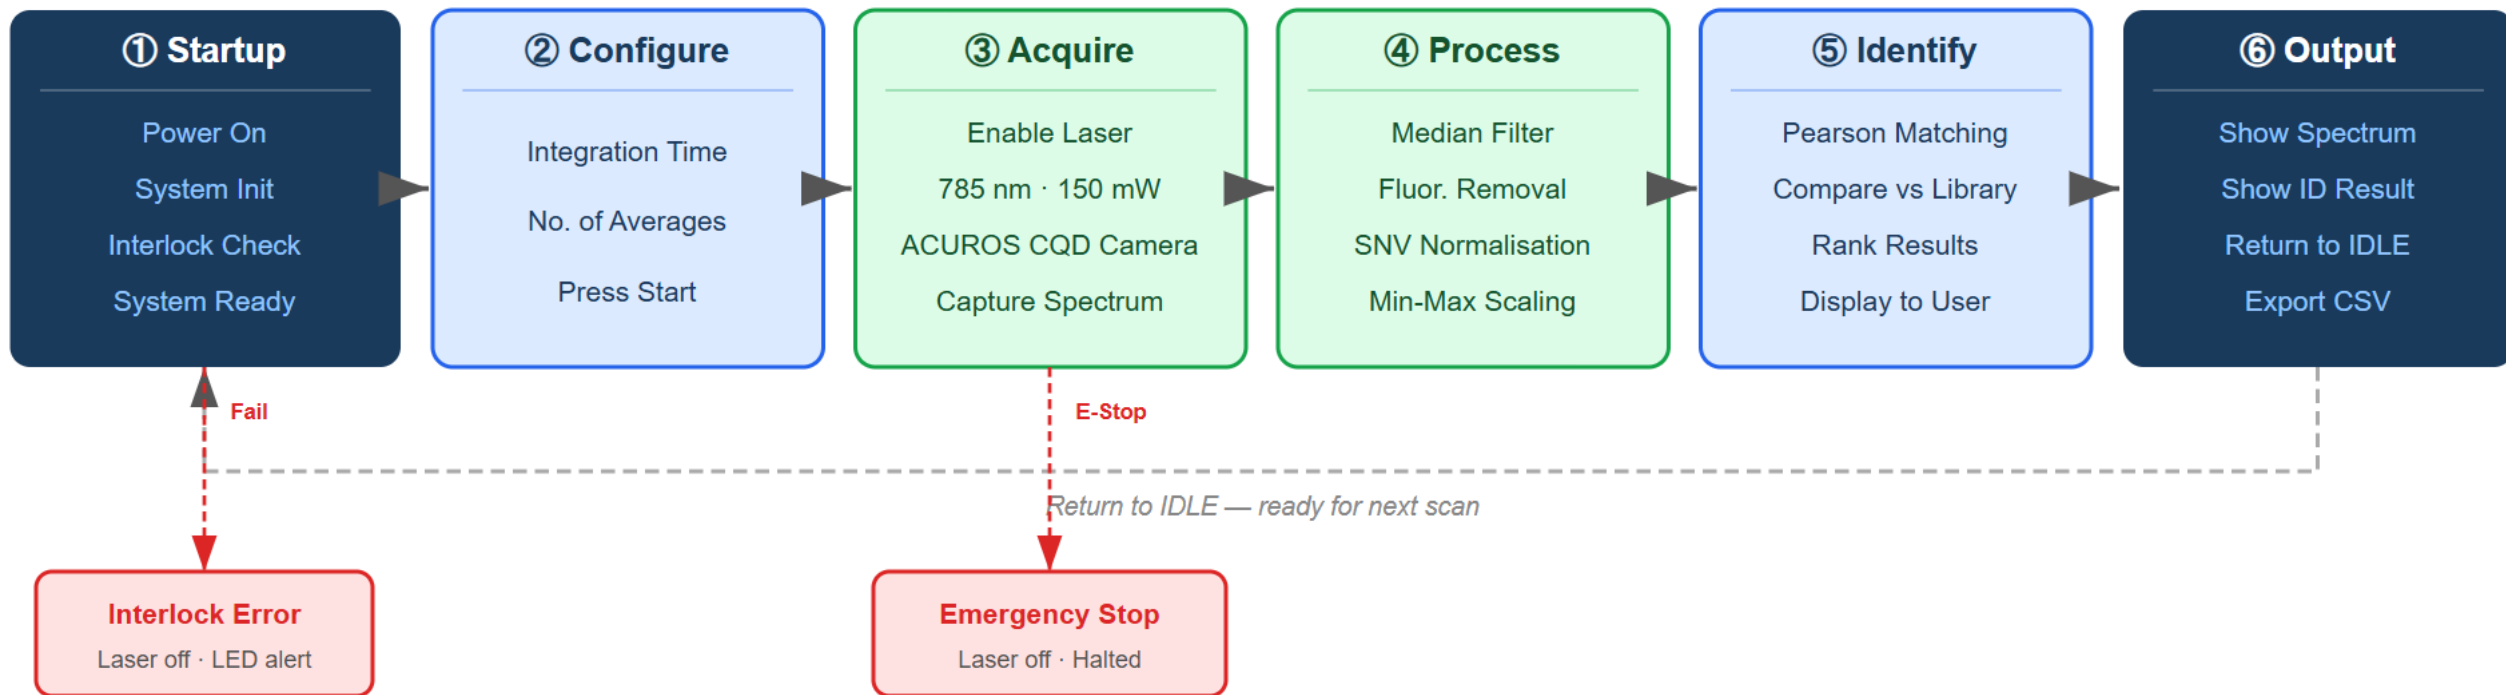 ① Startup
Power On
System Init
Interlock Check
System Ready
② Configure
Integration Time
No. of Averages
Press Start
③ Acquire
Enable Laser
785 nm · 150 mW
ACUROS CQD Camera
Capture Spectrum
④ Process
Median Filter
Fluor. Removal
SNV Normalisation
Min-Max Scaling
⑤ Identify
Pearson Matching
Compare vs Library
Rank Results
Display to User
⑥ Output
Show Spectrum
Show ID Result
Return to IDLE
Export CSV
Fail
E-Stop
Return to IDLE — ready for next scan
Interlock Error
Laser off · LED alert
Emergency Stop
Laser off · Halted